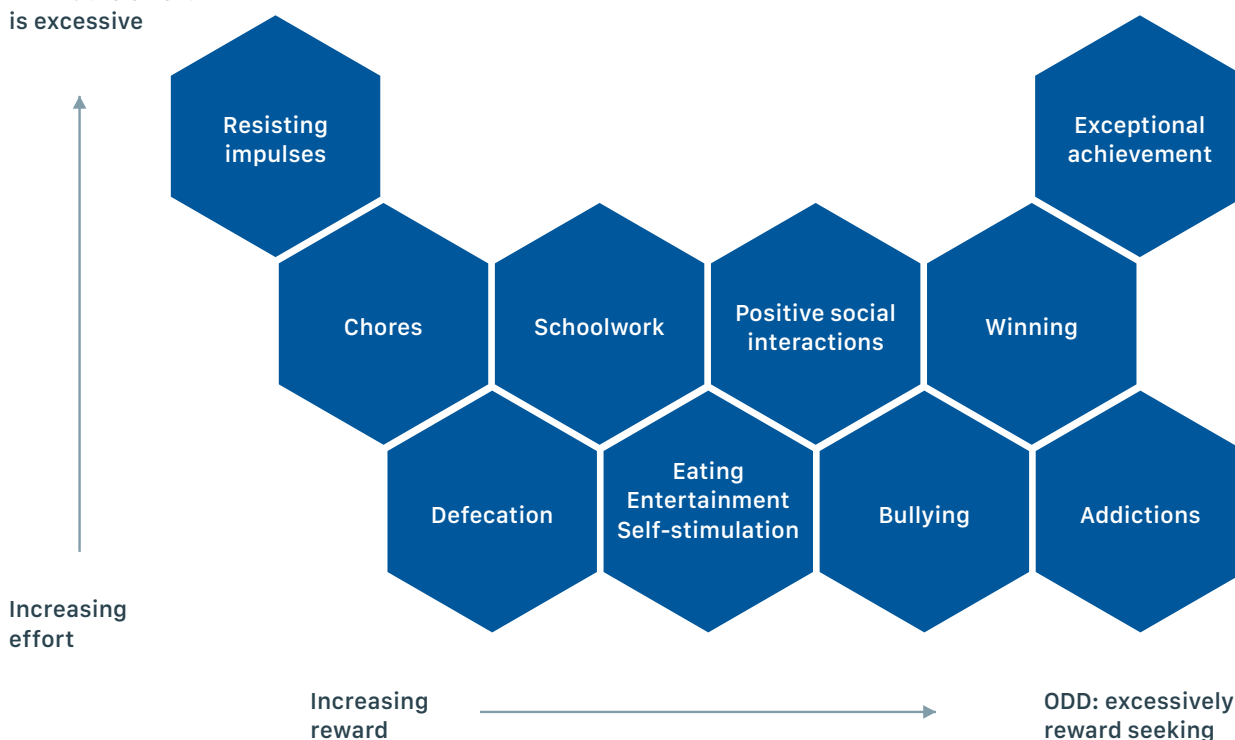 is excessive
Resisting
impulses
Exceptional
achievement
Chores
Schoolwork
Positive social
interactions
Winning
Defecation
Eating
Entertainment
Self-stimulation
Bullying
Addictions
Increasing
effort
Increasing
reward
ODD: excessively
reward seeking